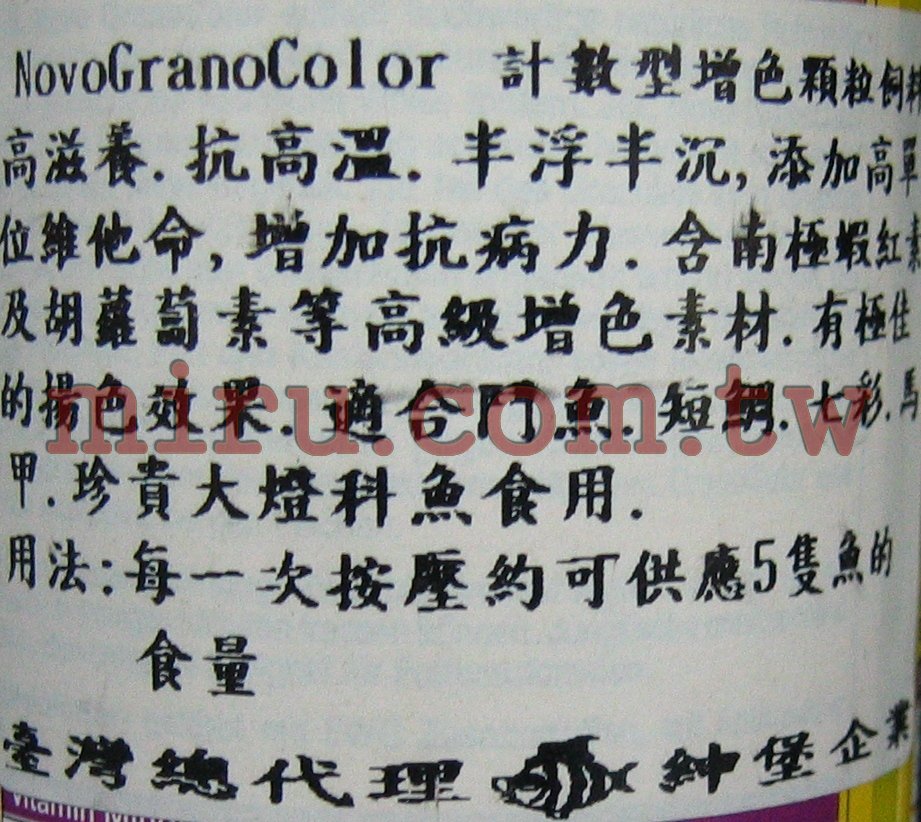 NovoGranoColor 計數型增色顆粒飼料
高滋養.抗高溫.半浮半沉,添加高單
位維他命,增加抗病力.含南極蝦紅素
及胡蘿蔔素等高級增色素材.有極佳
的揚色效果.適合鬥魚.短鯛.七彩.馬
甲.珍貴大燈科魚食用.
用法:每一次按壓約可供應5隻魚的
食量
臺灣總代理 紳堡企業
miru.com.tw